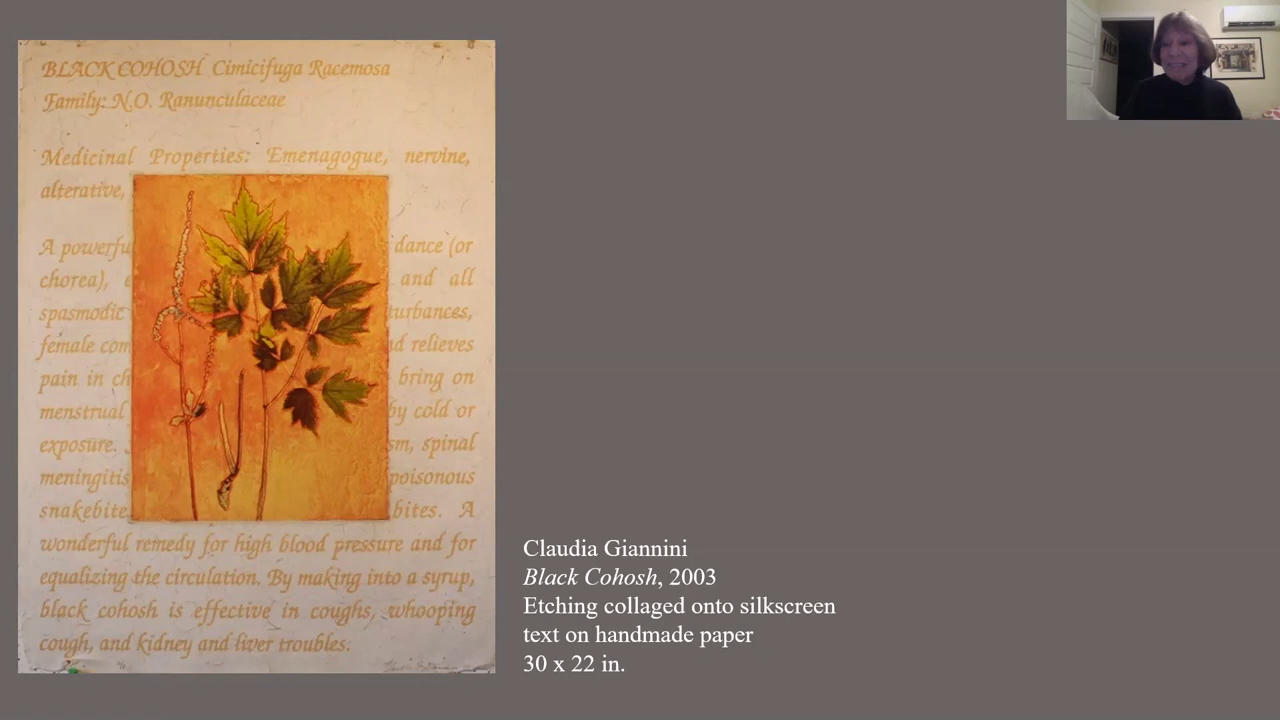 BLACK COHOSH Cimicifuga Racemosa
Family: N.O. Ranunculaceae
Medicinal Properties: Emenagogue, nervine,
alterative,
A powerfu dance (or
chorea), and all
spasmodic turbances,
female com d relieves
pain in ch bring on
menstrual by cold or
exposure. sm, spinal
meningitis poisonous
snakebite bites. A
wonderful remedy for high blood pressure and for
equalizing the circulation. By making into a syrup,
black cohosh is effective in coughs, whooping
cough, and kidney and liver troubles.
Claudia Giannini
Black Cohosh, 2003
Etching collaged onto silkscreen
text on handmade paper
30 x 22 in.